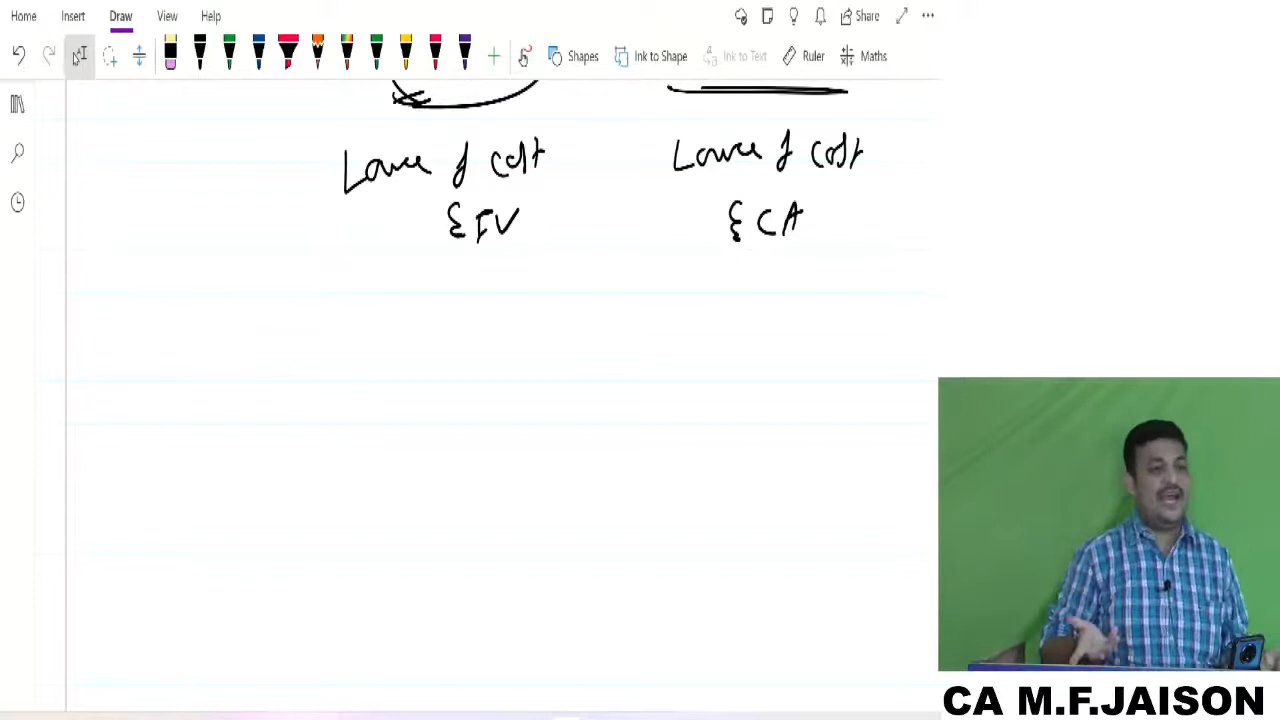 Home Insert Draw View Help Share
Shapes Ink to Shape Ink to Text Ruler Maths
Lower of cost Lower of cost
& FV & CA
CA M.F.JAISON